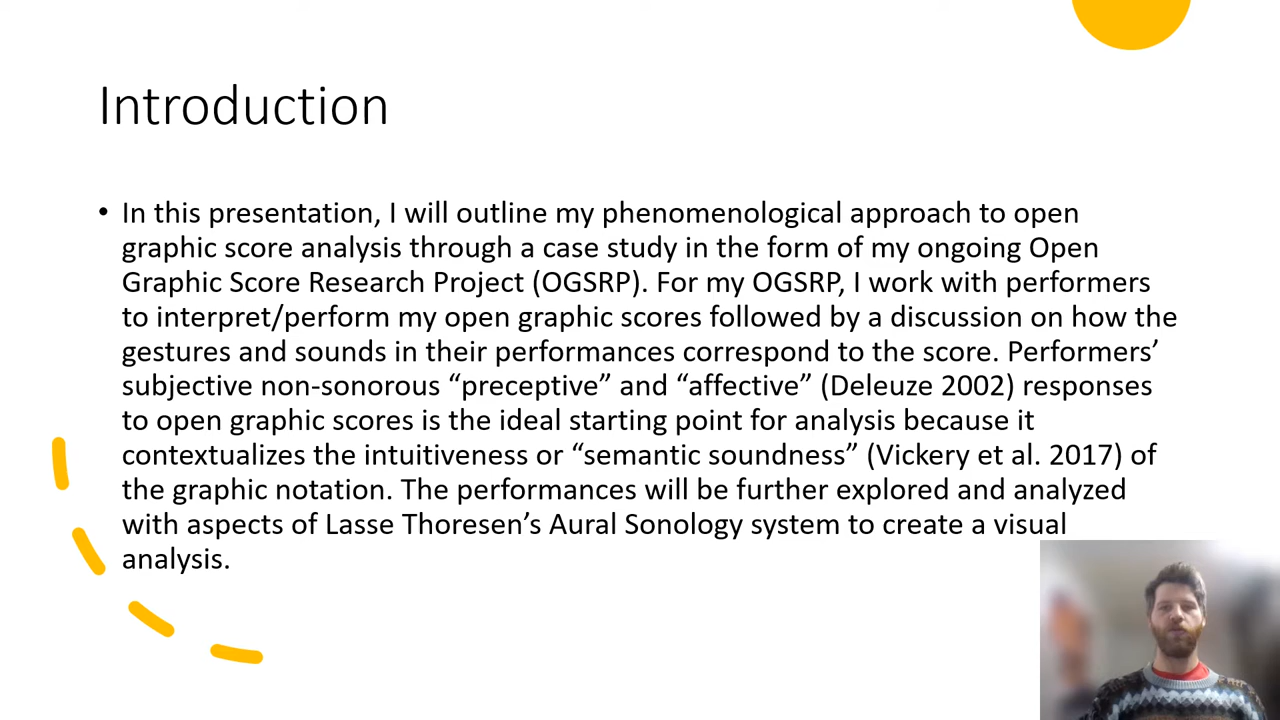 Introduction
• In this presentation, I will outline my phenomenological approach to open
graphic score analysis through a case study in the form of my ongoing Open
Graphic Score Research Project (OGSRP). For my OGSRP, I work with performers
to interpret/perform my open graphic scores followed by a discussion on how the
gestures and sounds in their performances correspond to the score. Performers’
subjective non-sonorous “preceptive” and “affective” (Deleuze 2002) responses
to open graphic scores is the ideal starting point for analysis because it
contextualizes the intuitiveness or “semantic soundness” (Vickery et al. 2017) of
the graphic notation. The performances will be further explored and analyzed
with aspects of Lasse Thoresen’s Aural Sonology system to create a visual
analysis.